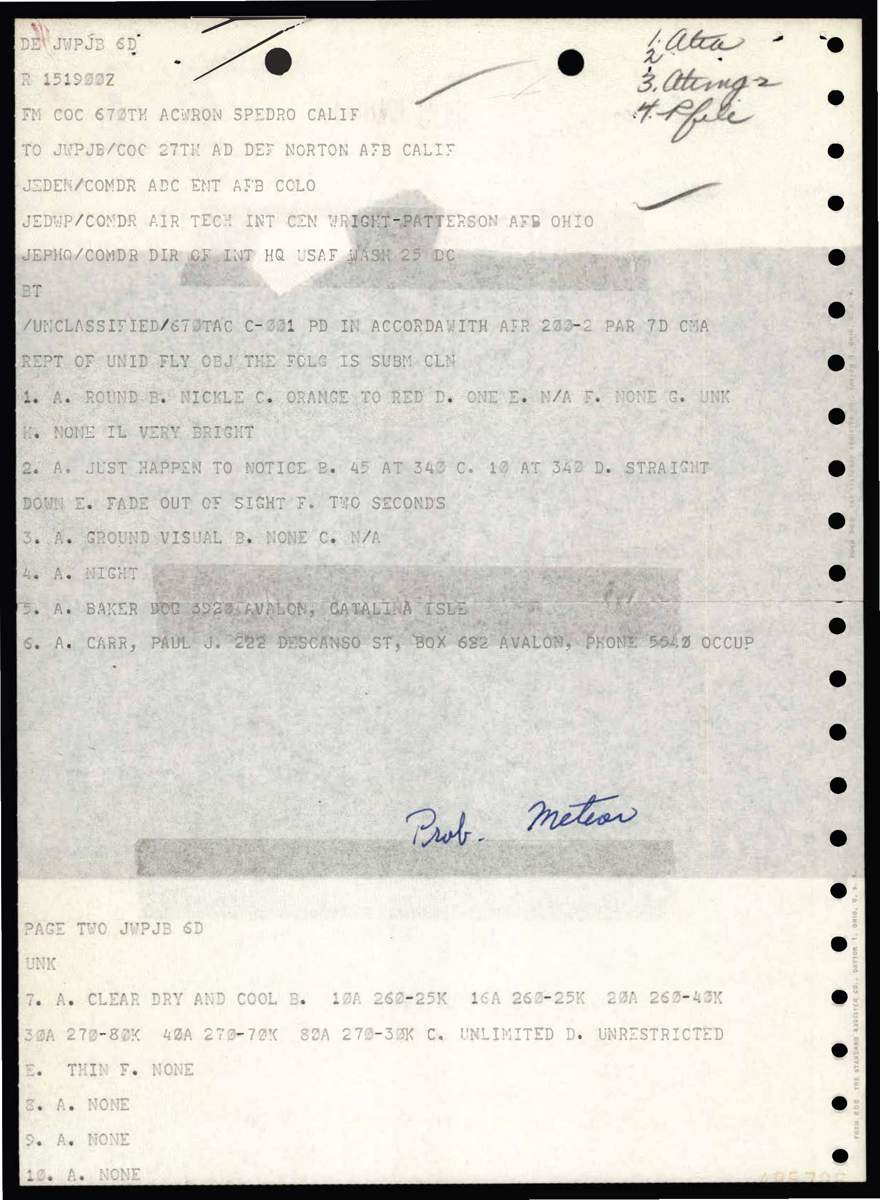 DE JWPJB 6D
R 151900Z
FM COC 670TH ACWRON SPEDRO CALIF
TO JWPJB/COC 27TH AD DEF NORTON AFB CALIF
JEDEN/COMDR ADC ENT AFB COLO
JEDWP/COMDR AIR TECH INT CEN WRIGHT-PATTERSON AFB OHIO
JEPHQ/COMDR DIR OF INT HQ USAF WASH 25 DC
BT
/UNCLASSIFIED/670TAC C-001 PD IN ACCORDAWITH AFR 200-2 PAR 7D CMA
REPT OF UNID FLY OBJ THE FOLG IS SUBM CLN
1. A. ROUND B. NICKLE C. ORANGE TO RED D. ONE E. N/A F. NONE G. UNK
H. NONE IL VERY BRIGHT
2. A. JUST HAPPEN TO NOTICE B. 45 AT 340 C. 10 AT 340 D. STRAIGHT
DOWN E. FADE OUT OF SIGHT F. TWO SECONDS
3. A. GROUND VISUAL B. NONE C. N/A
4. A. NIGHT
5. A. BAKER DOG 3920 AVALON, CATALINA ISLE
6. A. CARR, PAUL J. 222 DESCANSO ST, BOX 682 AVALON, PHONE 5540 OCCUP
Prob. Meteor
PAGE TWO JWPJB 6D
UNK
7. A. CLEAR DRY AND COOL B. 10A 260-25K 16A 260-25K 20A 260-40K
30A 270-80K 40A 270-70K 80A 270-30K C. UNLIMITED D. UNRESTRICTED
E. THIN F. NONE
8. A. NONE
9. A. NONE
10. A. NONE
1.
2.
3.
4.